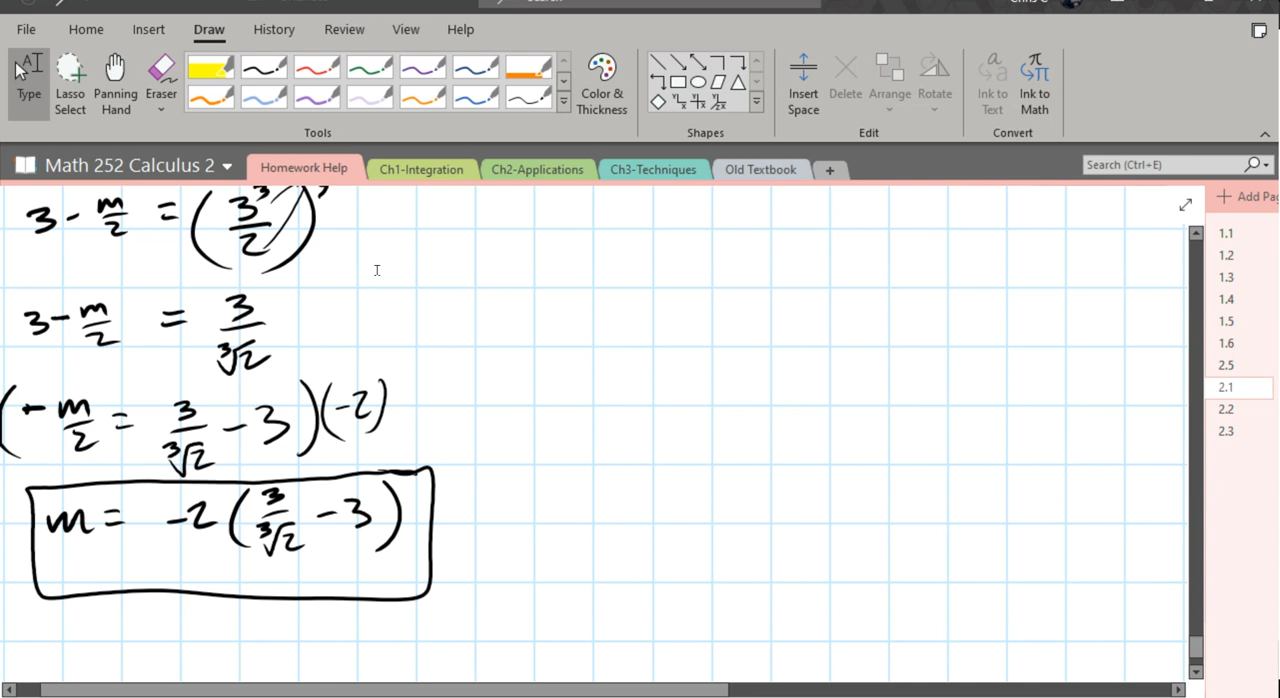 File Home Insert Draw History Review View Help
Type Lasso Select Panning Hand Eraser Color & Thickness Insert Space Delete Arrange Rotate Ink to Text Ink to Math
Tools Shapes Edit Convert
Math 252 Calculus 2 Homework Help Ch1-Integration Ch2-Applications Ch3-Techniques Old Textbook Search (Ctrl+E)
Add Pag
1.1
1.2
1.3
1.4
1.5
1.6
2.5
2.1
2.2
2.3
3 - m/2 = (3³/2)
3 - m/2 = 3/∛2
(- m/2 = 3/∛2 - 3)(-2)
m = -2(3/∛2 - 3)